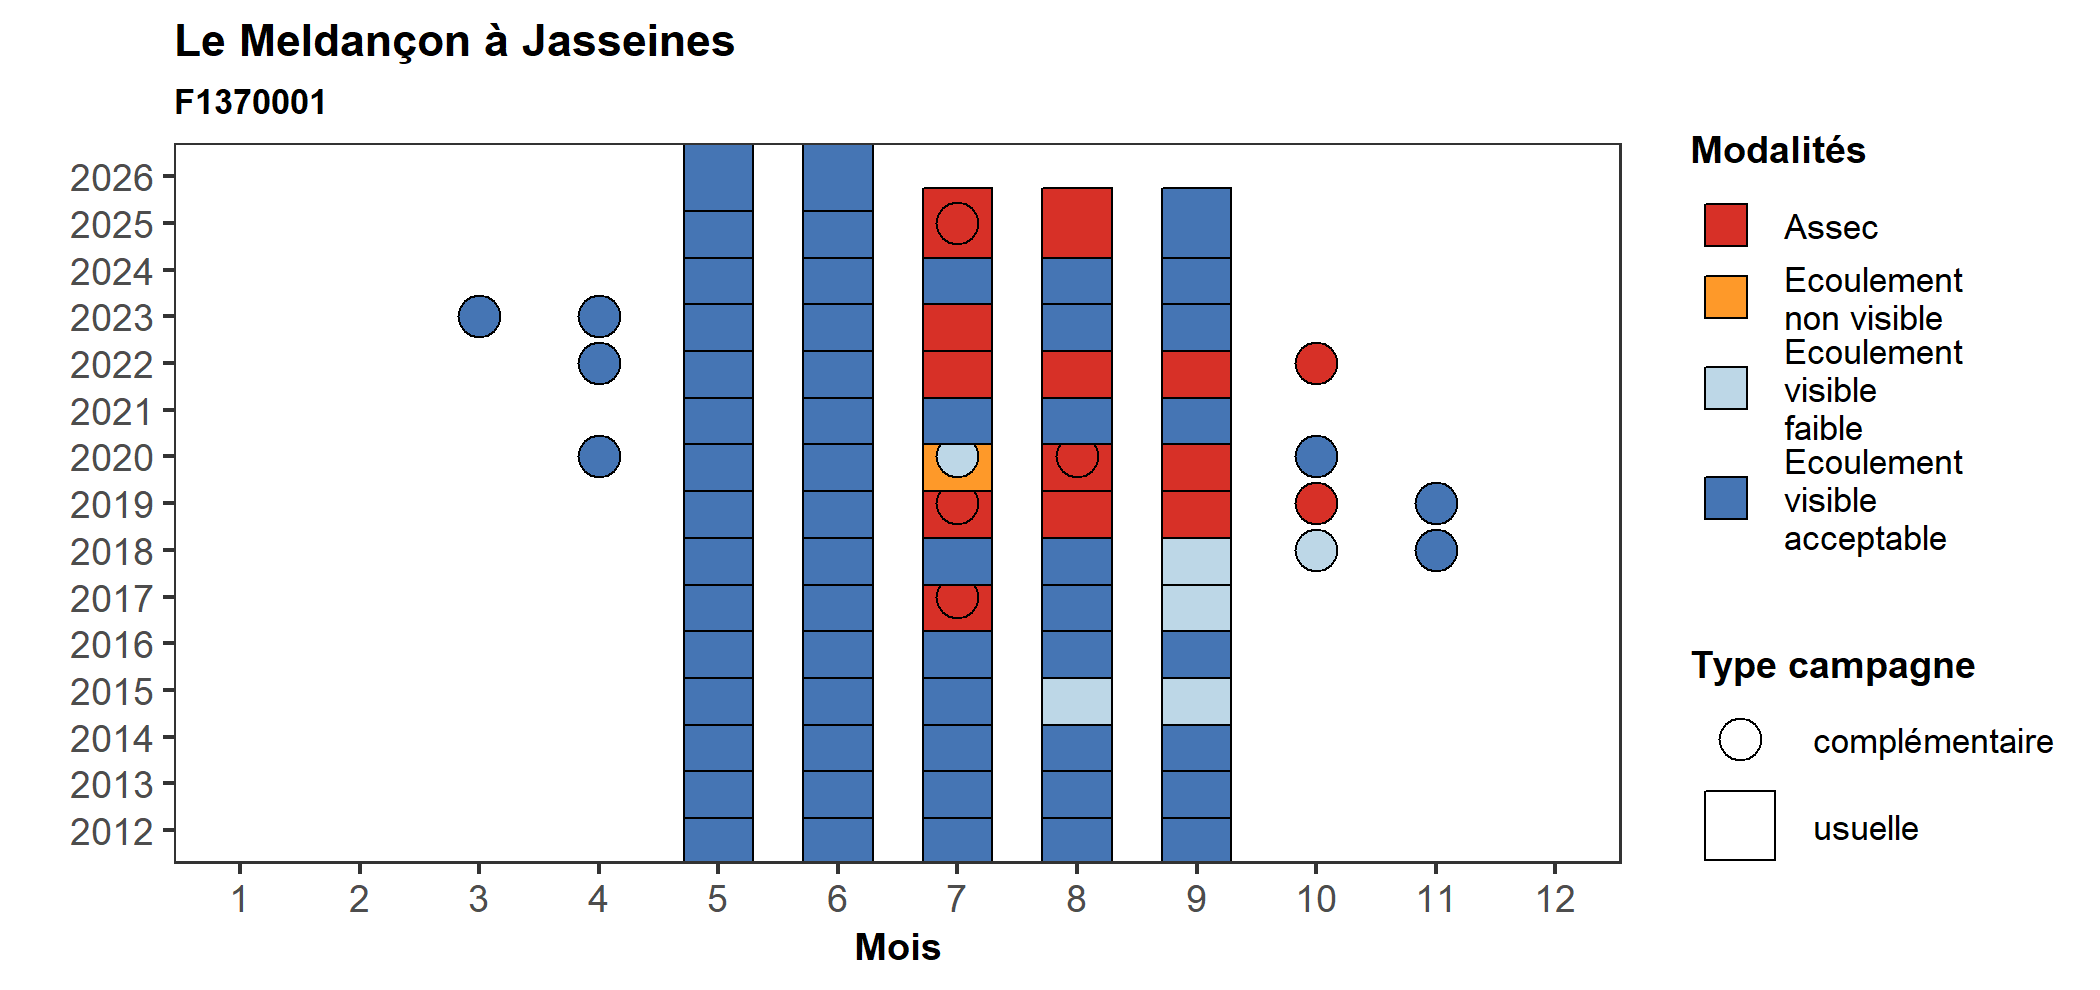 Le Meldançon à Jasseines
F1370001
2026
2025
2024
2023
2022
2021
2020
2019
2018
2017
2016
2015
2014
2013
2012
1 2 3 4 5 6 7 8 9 10 11 12
Mois
Modalités
Assec
Ecoulement
non visible
Ecoulement
visible
faible
Ecoulement
visible
acceptable
Type campagne
complémentaire
usuelle